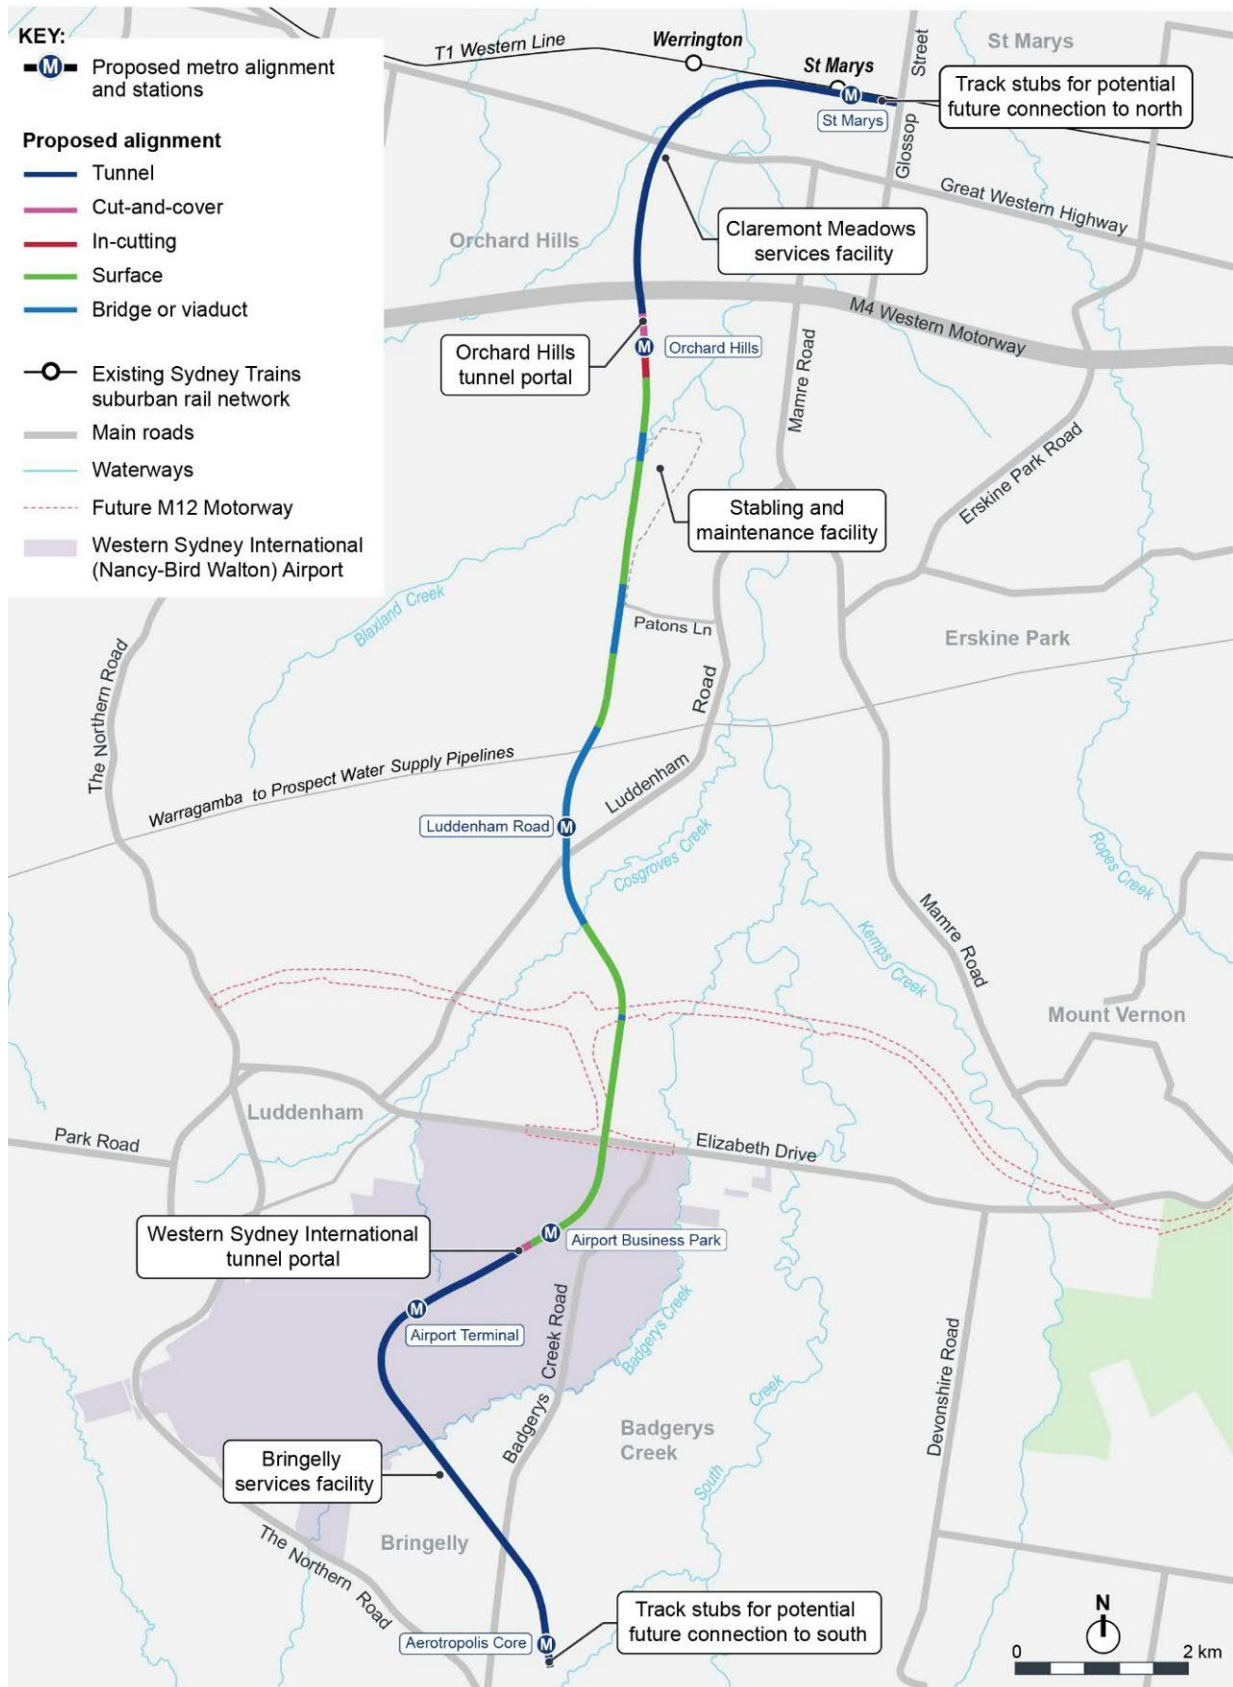 KEY:
M
Proposed metro alignment
and stations
Proposed alignment
Tunnel
Cut-and-cover
In-cutting
Surface
Bridge or viaduct
Existing Sydney Trains
suburban rail network
Main roads
Waterways
Future M12 Motorway
Western Sydney International
(Nancy-Bird Walton) Airport
T1 Western Line
Werrington
St Marys
Glossop
Street
St Marys
Track stubs for potential
future connection to north
M
St Marys
Great Western Highway
Claremont Meadows
services facility
Orchard Hills
M4 Western Motorway
Orchard Hills
tunnel portal
M
Orchard Hills
Mamre Road
Erskine Park Road
Stabling and
maintenance facility
Blaxland Creek
Patons Ln
Erskine Park
The Northern Road
Luddenham
Road
Warragamba to Prospect Water Supply Pipelines
Luddenham Road
M
Cosgroves Creek
Ropes Creek
Kemps Creek
Mamre Road
Mount Vernon
Luddenham
Park Road
Elizabeth Drive
Western Sydney International
tunnel portal
M
Airport Business Park
M
Airport Terminal
Badgerys Creek
Badgerys
Creek Road
Devonshire Road
Badgerys
Creek
South
Creek
Bringelly
services facility
Bringelly
The Northern Road
Aerotropolis Core
M
Track stubs for potential
future connection to south
N
0
2 km